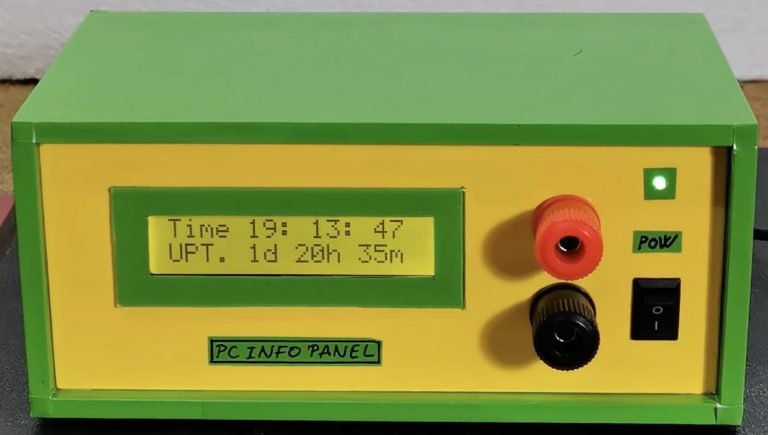 Time 19: 13: 47
UPT. 1d 20h 35m
POW
O
I
PC INFO PANEL